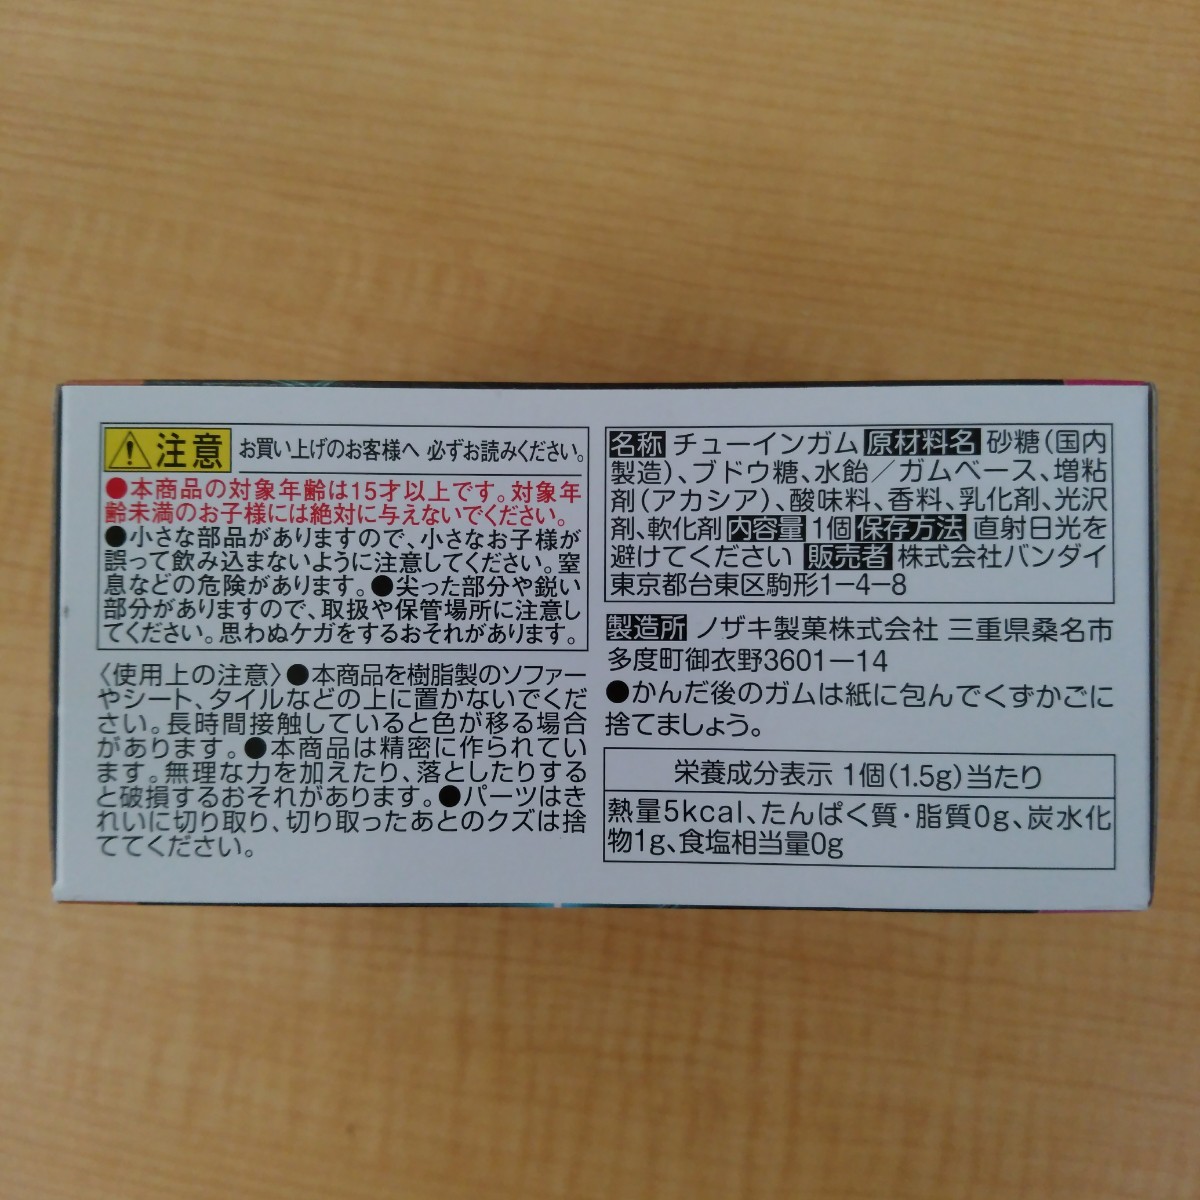 注意 お買い上げのお客様へ 必ずお読みください。
●本商品の対象年齢は15才以上です。対象年
齢未満のお子様には絶対に与えないでください。
●小さな部品がありますので、小さなお子様が
誤って飲み込まないように注意してください。窒
息などの危険があります。●尖った部分や鋭い
部分がありますので、取扱や保管場所に注意し
てください。思わぬケガをするおそれがあります。
〈使用上の注意〉●本商品を樹脂製のソファー
やシート、タイルなどの上に置かないでくだ
さい。長時間接触していると色が移る場合
があります。●本商品は精密に作られてい
ます。無理な力を加えたり、落としたりする
と破損するおそれがあります。●パーツはき
れいに切り取り、切り取ったあとのクズは捨
ててください。
名称 チューインガム 原材料名 砂糖(国内
製造)、ブドウ糖、水飴/ガムベース、増粘
剤(アカシア)、酸味料、香料、乳化剤、光沢
剤、軟化剤 内容量 1個 保存方法 直射日光を
避けてください 販売者 株式会社バンダイ
東京都台東区駒形1-4-8
製造所 ノザキ製菓株式会社 三重県桑名市
多度町御衣野3601-14
●かんだ後のガムは紙に包んでくずかごに
捨てましょう。
栄養成分表示 1個(1.5g)当たり
熱量5kcal、たんぱく質・脂質0g、炭水化
物1g、食塩相当量0g